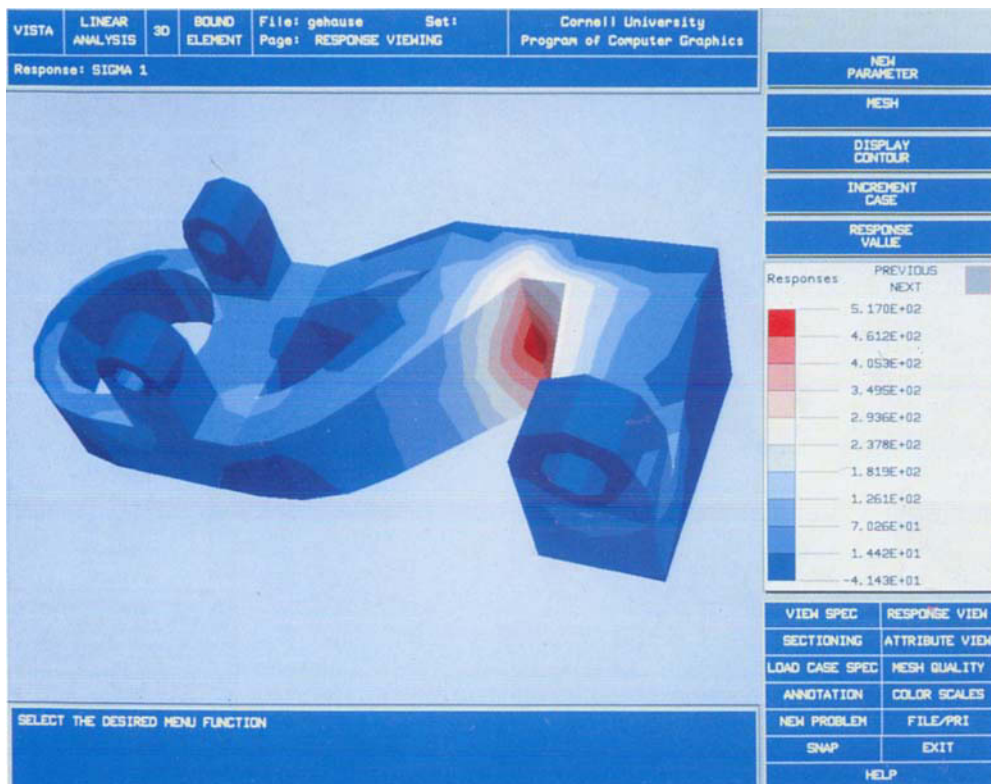 VISTA
LINEAR
ANALYSIS
3D
BOUND
ELEMENT
File: gehause Set:
Page: RESPONSE VIEWING
Cornell University
Program of Computer Graphics
Response: SIGMA 1
NEW
PARAMETER
MESH
DISPLAY
CONTOUR
INCREMENT
CASE
RESPONSE
VALUE
Responses
PREVIOUS
NEXT
5.170E+02
4.612E+02
4.053E+02
3.495E+02
2.936E+02
2.378E+02
1.819E+02
1.261E+02
7.026E+01
1.442E+01
-4.143E+01
VIEW SPEC
RESPONSE VIEW
SECTIONING
ATTRIBUTE VIEW
LOAD CASE SPEC
MESH QUALITY
ANNOTATION
COLOR SCALES
NEW PROBLEM
FILE/PRI
SNAP
EXIT
HELP
SELECT THE DESIRED MENU FUNCTION